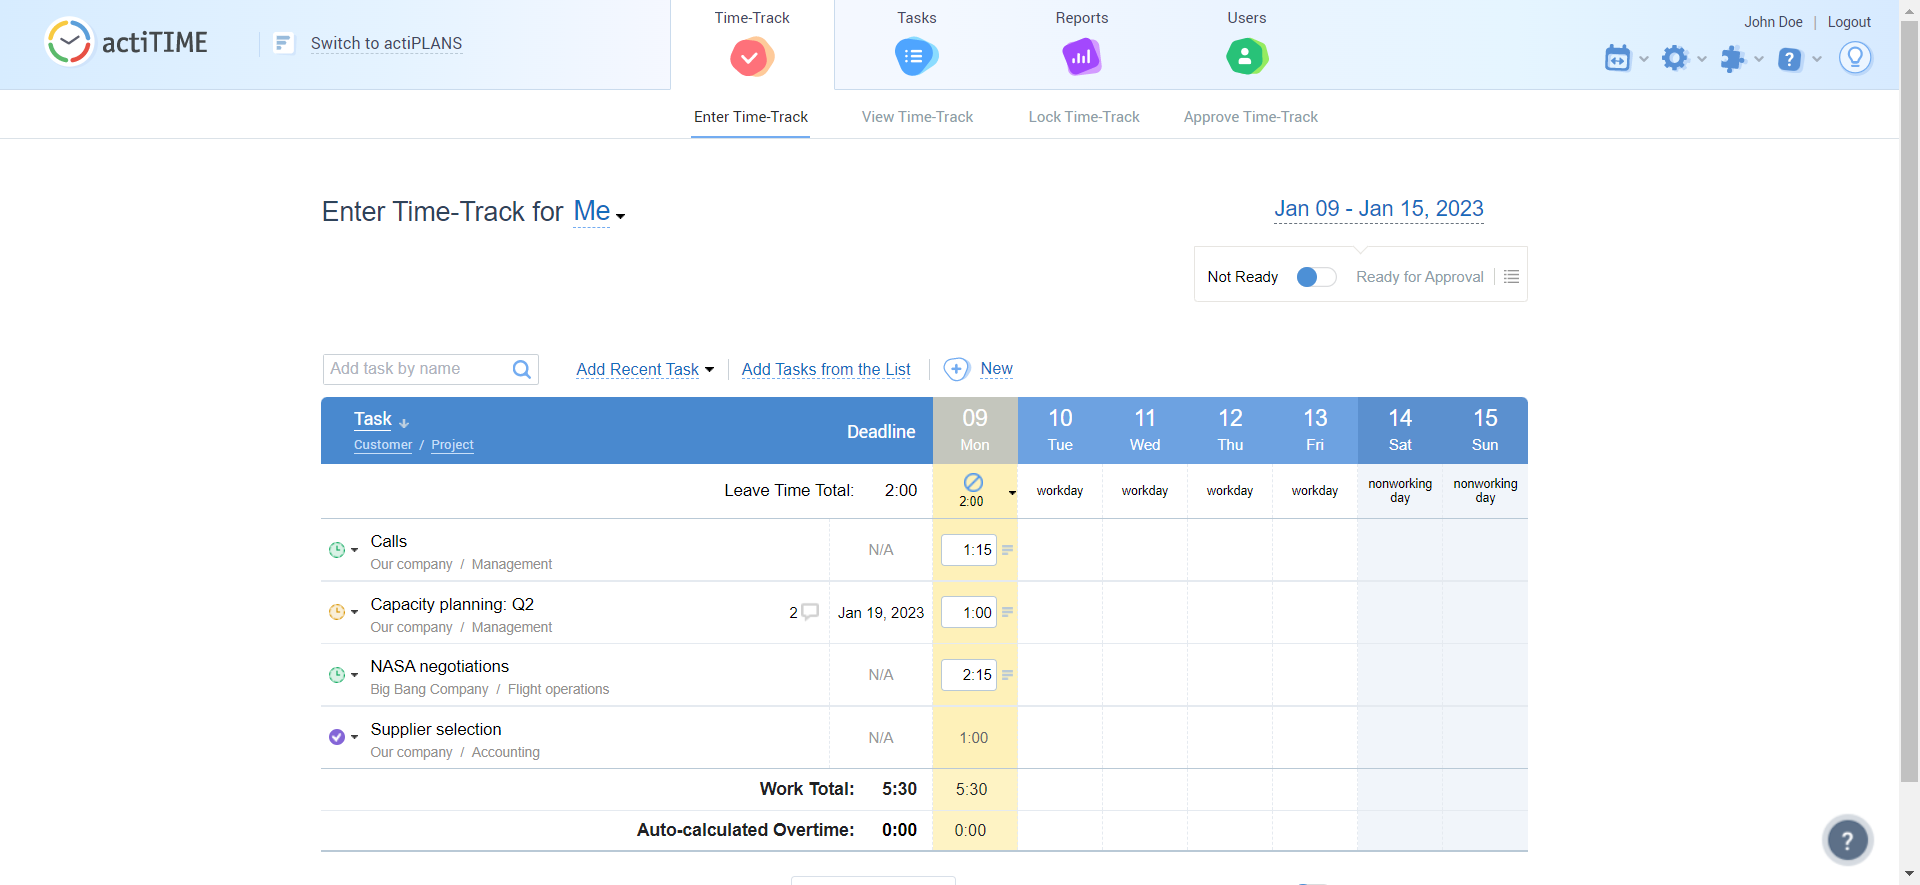 actiTIME
Switch to actiPLANS
Time-Track
Tasks
Reports
Users
John Doe | Logout
Enter Time-Track
View Time-Track
Lock Time-Track
Approve Time-Track
Enter Time-Track for Me
Jan 09 - Jan 15, 2023
Not Ready
Ready for Approval
Add task by name
Add Recent Task
Add Tasks from the List
New
Task
Customer / Project
Deadline
09 Mon
10 Tue
11 Wed
12 Thu
13 Fri
14 Sat
15 Sun
Leave Time Total: 2:00
2:00
workday
workday
workday
workday
nonworking day
nonworking day
Calls
Our company / Management
N/A
1:15
Capacity planning: Q2
Our company / Management
2
Jan 19, 2023
1:00
NASA negotiations
Big Bang Company / Flight operations
N/A
2:15
Supplier selection
Our company / Accounting
N/A
1:00
Work Total: 5:30
5:30
Auto-calculated Overtime: 0:00
0:00
?
?